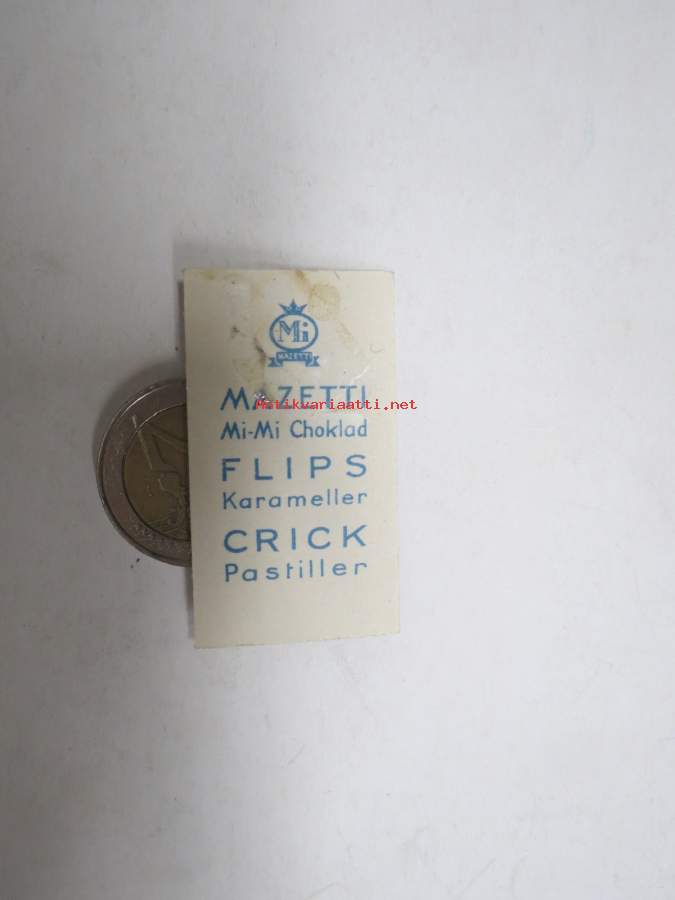 Mi
MAZETTI
MAZETTI
Antikvariaatti.net
Mi-Mi Choklad
FLIPS
Karameller
CRICK
Pastiller